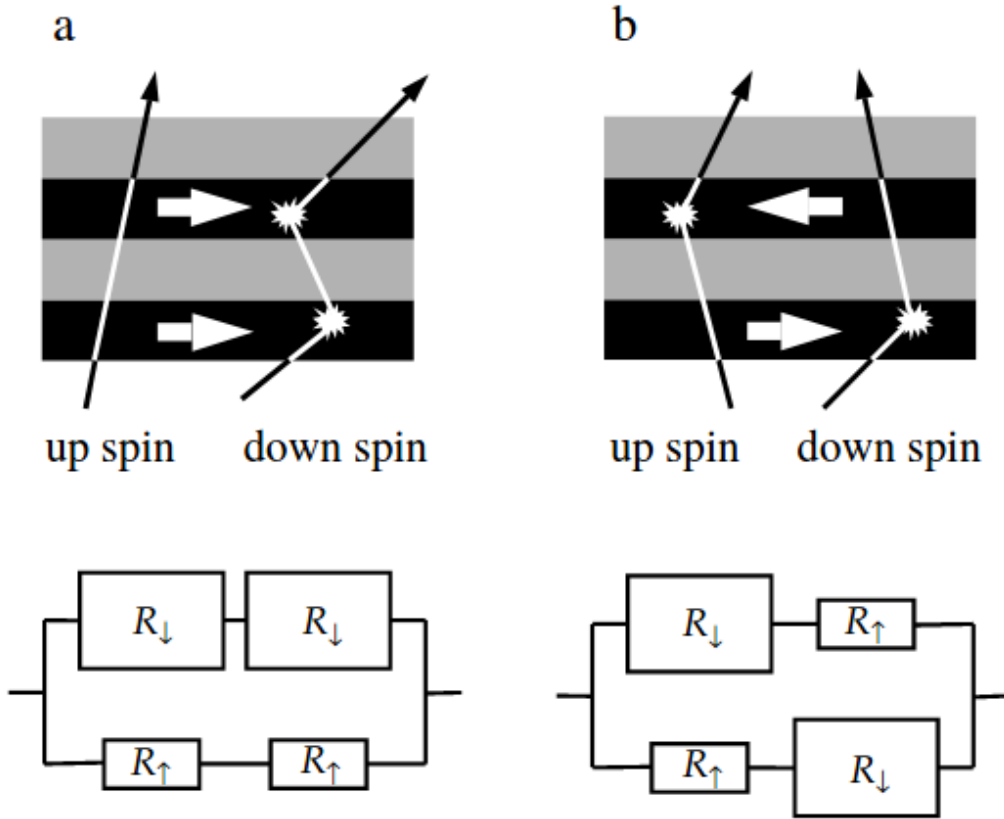 a b
up spin down spin up spin down spin
R↓ R↓ R↓ R↑
R↑ R↑ R↑ R↓